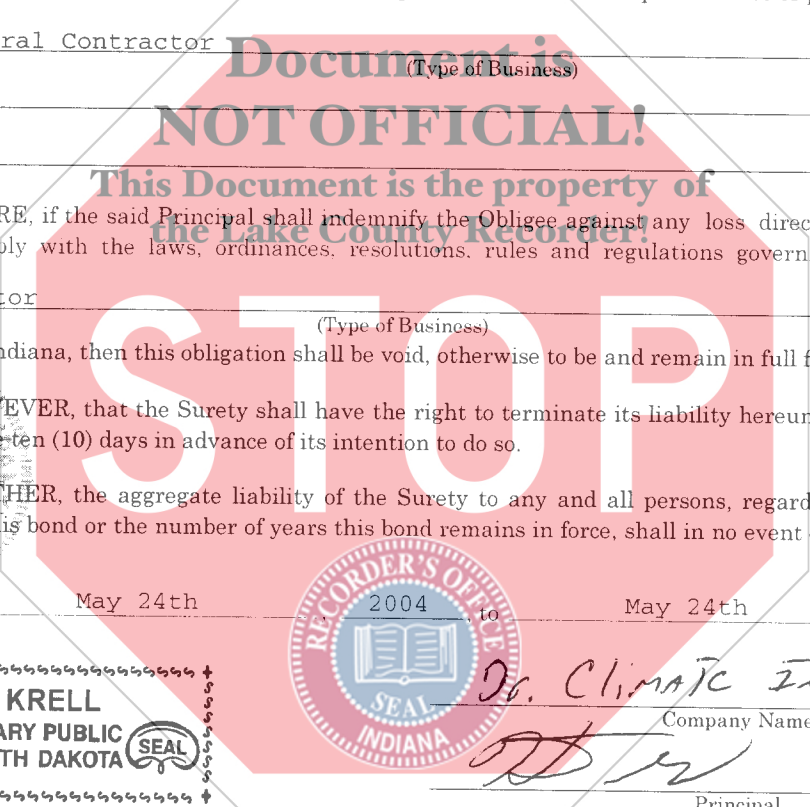 ral Contractor
(Type of Business)
Document is
NOT OFFICIAL!
This Document is the property of
the Lake County Recorder!
RE, if the said Principal shall indemnify the Obligee against any loss direc
ly with the laws, ordinances, resolutions, rules and regulations govern
tor
(Type of Business)
ndiana, then this obligation shall be void, otherwise to be and remain in full f
STOP
EVER, that the Surety shall have the right to terminate its liability hereun
ten (10) days in advance of its intention to do so.
THER, the aggregate liability of the Surety to any and all persons, regard
is bond or the number of years this bond remains in force, shall in no event
May 24th, 2004, to May 24th
RECORDER'S OFFICE
SEAL
INDIANA
KRELL
ARY PUBLIC
TH DAKOTA
SEAL
Dr. Climate
Company Name
Principal